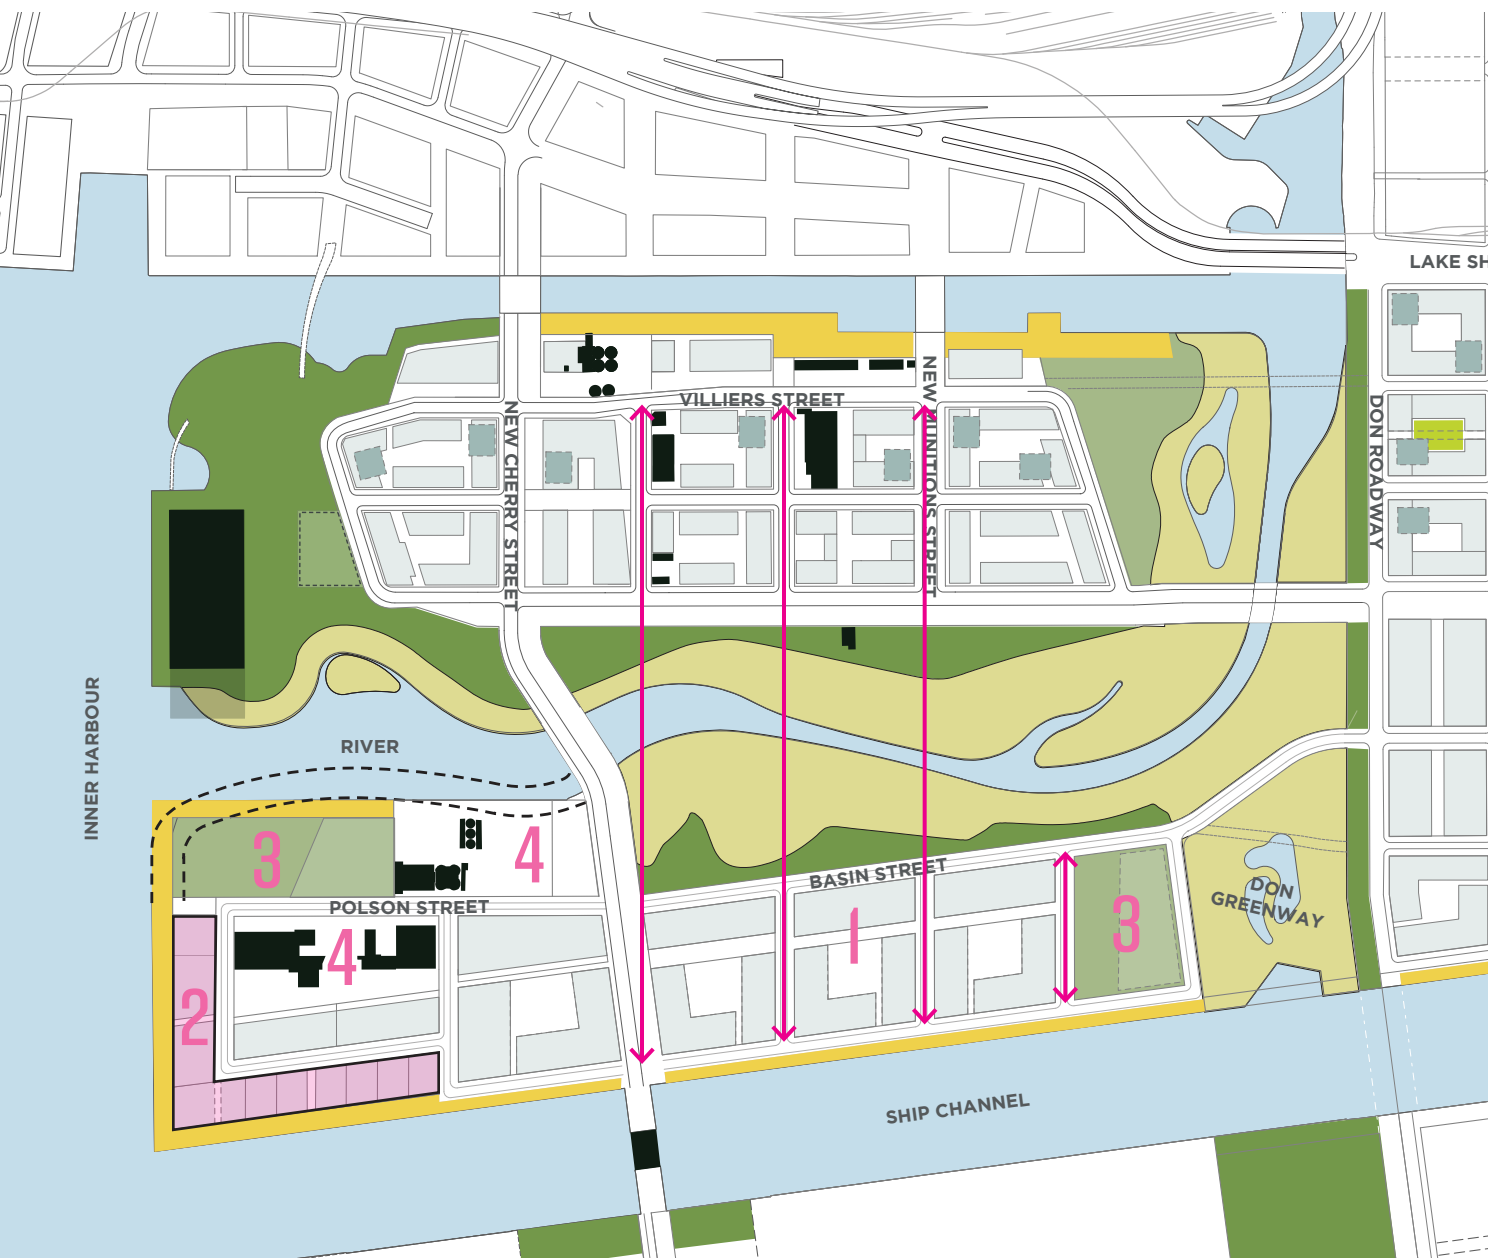 LAKE SH
VILLIERS STREET
NEW CHERRY STREET
NEW MUNITIONS STREET
DON ROADWAY
INNER HARBOUR
RIVER
3
4
BASIN STREET
DON
GREENWAY
POLSON STREET
4
1
3
2
SHIP CHANNEL